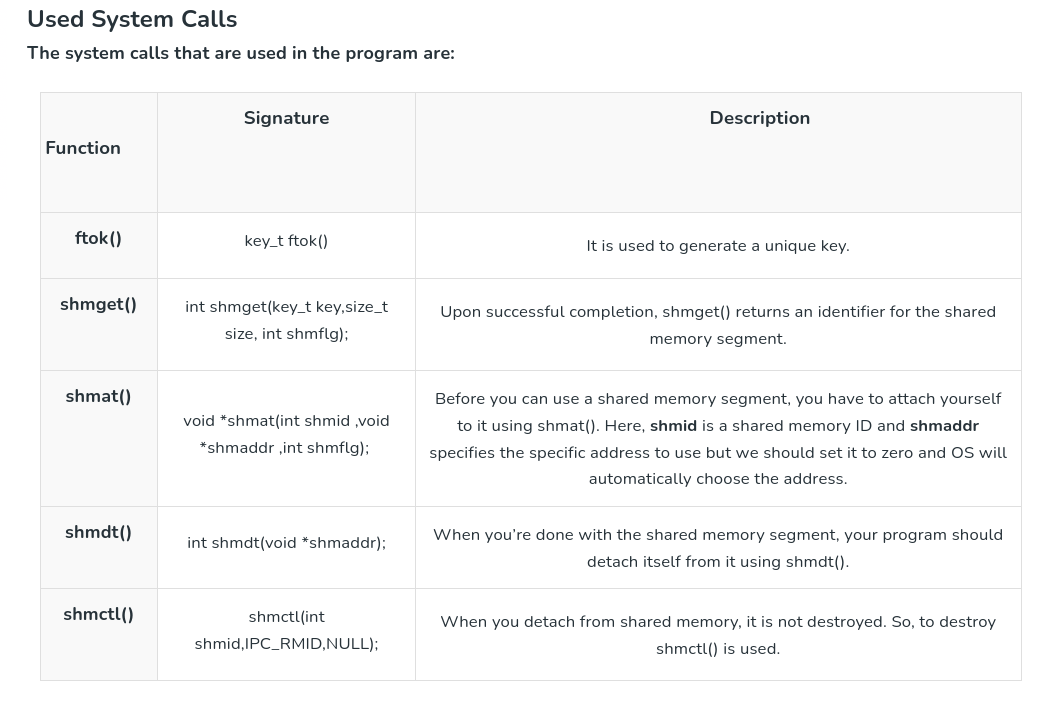 Used System Calls
The system calls that are used in the program are:
Function
Signature
Description
ftok()
key_t ftok()
It is used to generate a unique key.
shmget()
int shmget(key_t key,size_t
size, int shmflg);
Upon successful completion, shmget() returns an identifier for the shared
memory segment.
shmat()
void *shmat(int shmid ,void
*shmaddr ,int shmflg);
Before you can use a shared memory segment, you have to attach yourself
to it using shmat(). Here, shmid is a shared memory ID and shmaddr
specifies the specific address to use but we should set it to zero and OS will
automatically choose the address.
shmdt()
int shmdt(void *shmaddr);
When you’re done with the shared memory segment, your program should
detach itself from it using shmdt().
shmctl()
shmctl(int
shmid,IPC_RMID,NULL);
When you detach from shared memory, it is not destroyed. So, to destroy
shmctl() is used.